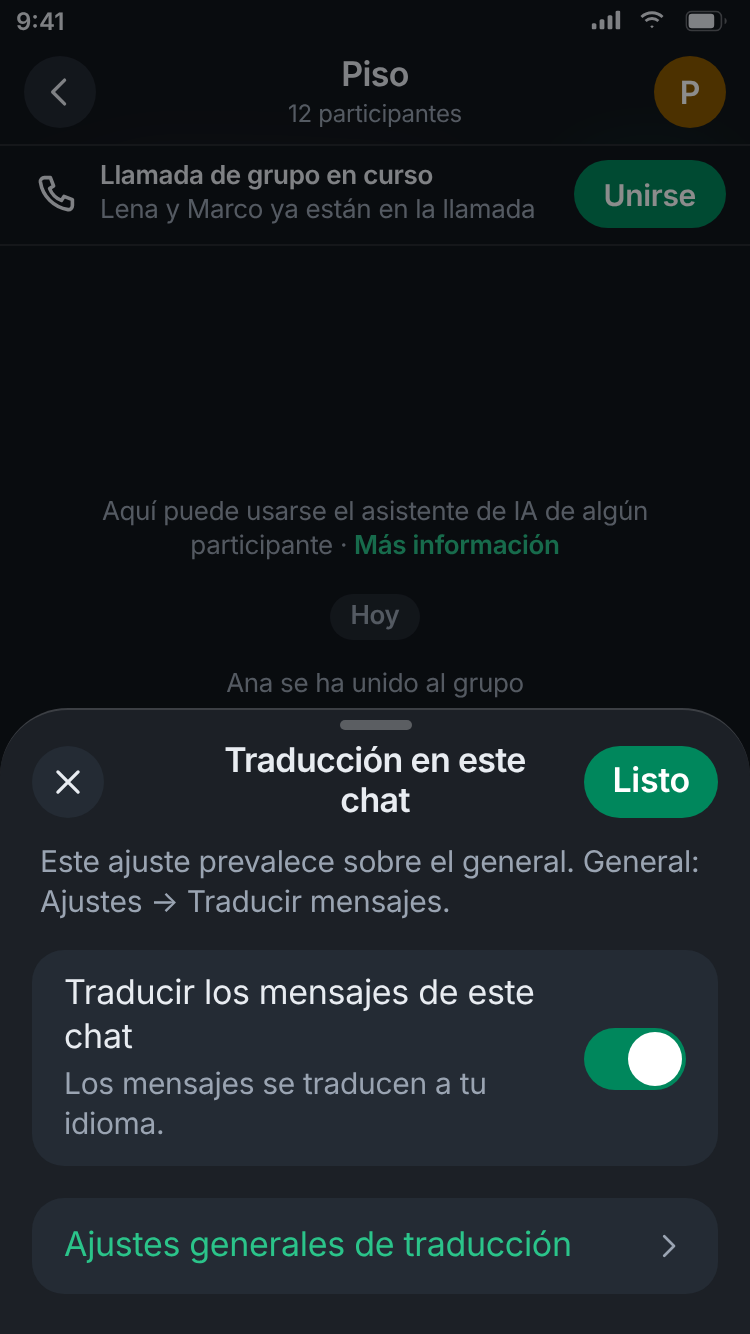 9:41
Piso
12 participantes
P
Llamada de grupo en curso
Lena y Marco ya están en la llamada
Unirse
Aquí puede usarse el asistente de IA de algún
participante · Más información
Hoy
Ana se ha unido al grupo
Traducción en este
chat
Listo
Este ajuste prevalece sobre el general. General:
Ajustes → Traducir mensajes.
Traducir los mensajes de este
chat
Los mensajes se traducen a tu
idioma.
Ajustes generales de traducción